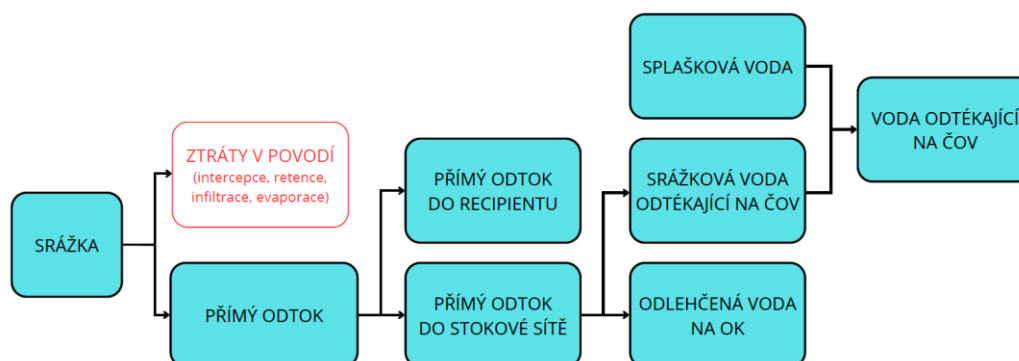 SRÁŽKA
ZTRÁTY V POVODÍ
(intercepce, retence,
infiltrace, evaporace)
PŘÍMÝ ODTOK
PŘÍMÝ ODTOK
DO RECIPIENTU
PŘÍMÝ ODTOK
DO STOKOVÉ SÍTĚ
SPLAŠKOVÁ VODA
SRÁŽKOVÁ VODA
ODTÉKAJÍCÍ NA ČOV
ODLEHČENÁ VODA
NA OK
VODA ODTÉKAJÍCÍ
NA ČOV